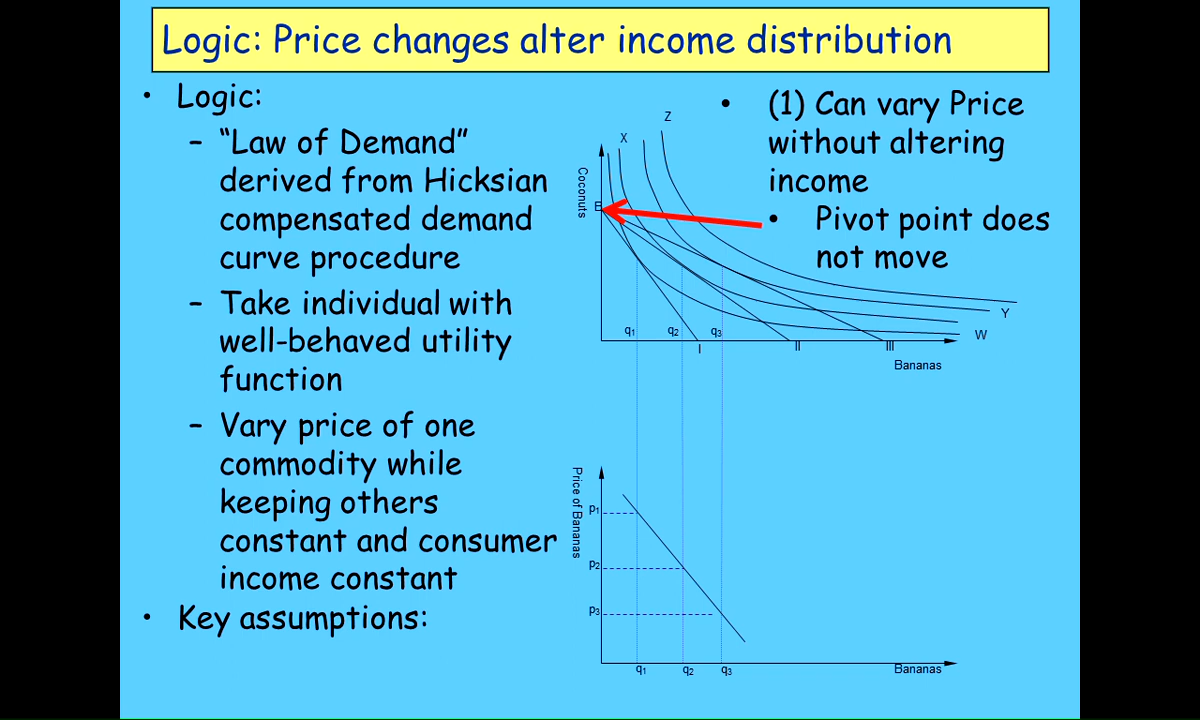 Logic: Price changes alter income distribution
• Logic:
– “Law of Demand”
derived from Hicksian
compensated demand
curve procedure
– Take individual with
well-behaved utility
function
– Vary price of one
commodity while
keeping others
constant and consumer
income constant
• Key assumptions:
• (1) Can vary Price
without altering
income
• Pivot point does
not move
Z
X
Coconuts
B
Y
W
q1 q2 q3
I II III
Bananas
Price of Bananas
p1
p2
p3
q1 q2 q3
Bananas